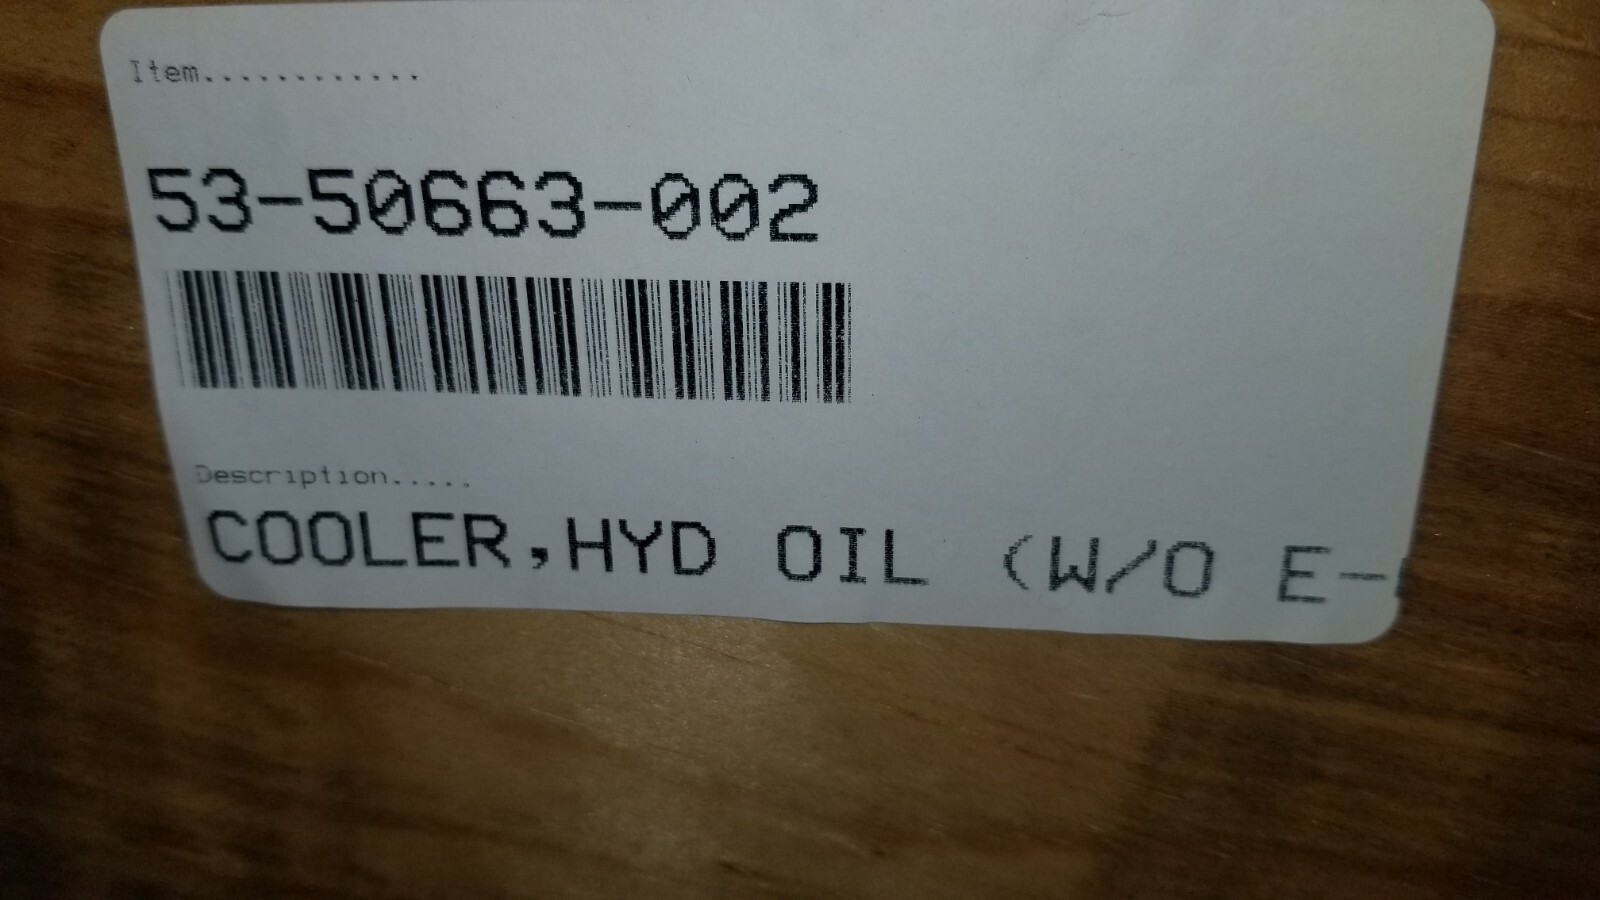 Item............
53-50663-002
Description.....
COOLER,HYD OIL (W/O E-